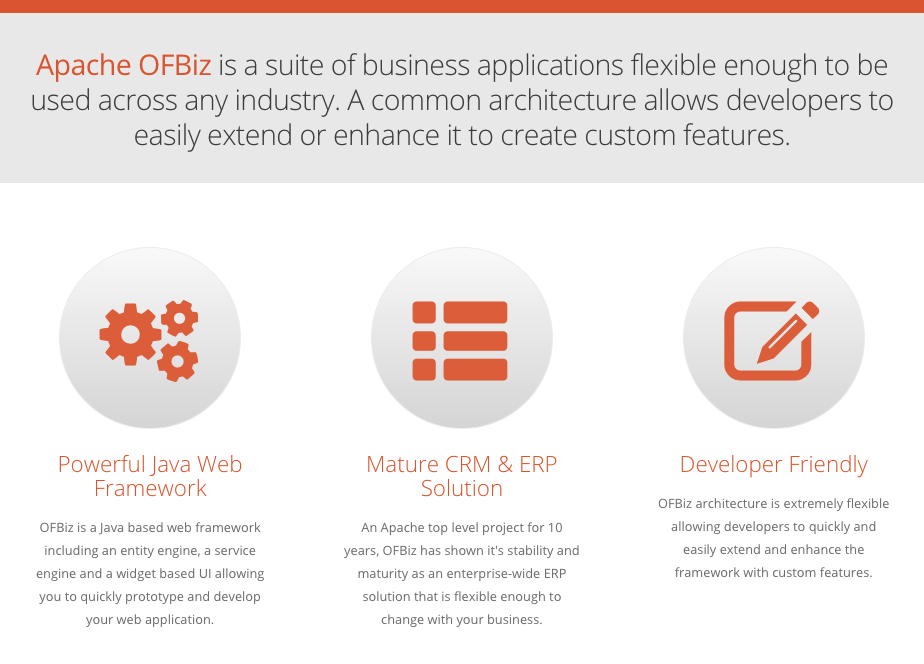 Apache OFBiz is a suite of business applications flexible enough to be
used across any industry. A common architecture allows developers to
easily extend or enhance it to create custom features.
Powerful Java Web
Framework
OFBiz is a Java based web framework
including an entity engine, a service
engine and a widget based UI allowing
you to quickly prototype and develop
your web application.
Mature CRM & ERP
Solution
An Apache top level project for 10
years, OFBiz has shown it's stability and
maturity as an enterprise-wide ERP
solution that is flexible enough to
change with your business.
Developer Friendly
OFBiz architecture is extremely flexible
allowing developers to quickly and
easily extend and enhance the
framework with custom features.